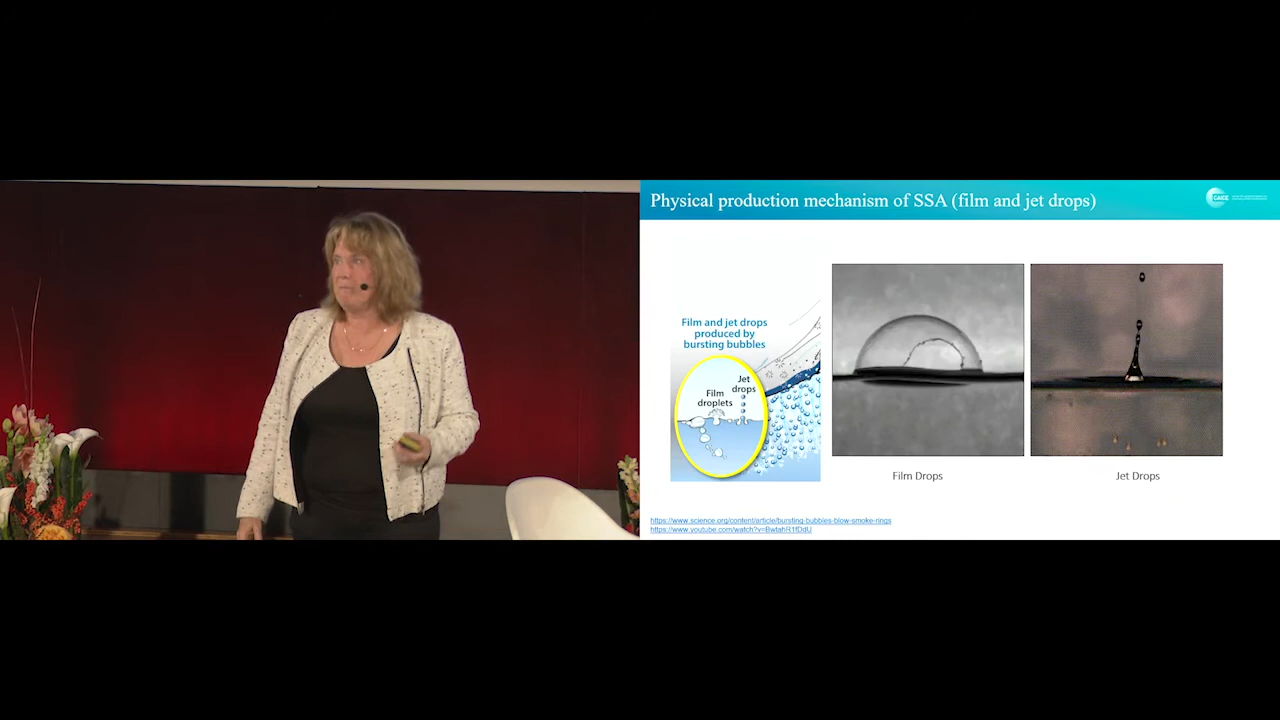 Physical production mechanism of SSA (film and jet drops)
CAICE
Film and jet drops
produced by
bursting bubbles
Jet
drops
Film
droplets
Film Drops
Jet Drops
https://www.science.org/content/article/bursting-bubbles-blow-smoke-rings
https://www.youtube.com/watch?v=BwtahR1fDdU